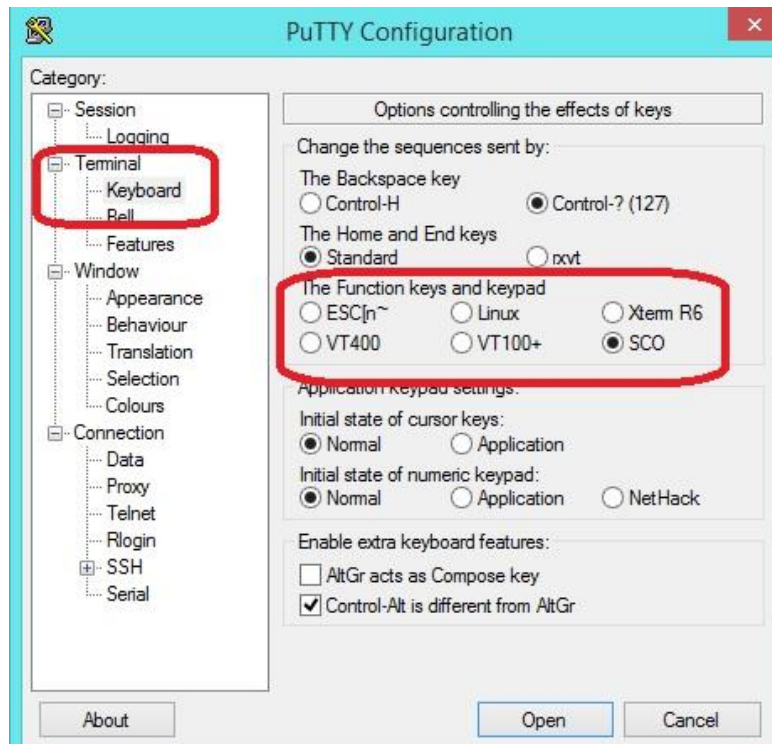 PuTTY Configuration
Category:
Session
Logging
Terminal
Keyboard
Bell
Features
Window
Appearance
Behaviour
Translation
Selection
Colours
Connection
Data
Proxy
Telnet
Rlogin
SSH
Serial
Options controlling the effects of keys
Change the sequences sent by:
The Backspace key
Control-H Control-? (127)
The Home and End keys
Standard rxvt
The Function keys and keypad
ESC[n~ Linux Xterm R6
VT400 VT100+ SCO
Application keypad settings:
Initial state of cursor keys:
Normal Application
Initial state of numeric keypad:
Normal Application NetHack
Enable extra keyboard features:
AltGr acts as Compose key
Control-Alt is different from AltGr
About Open Cancel